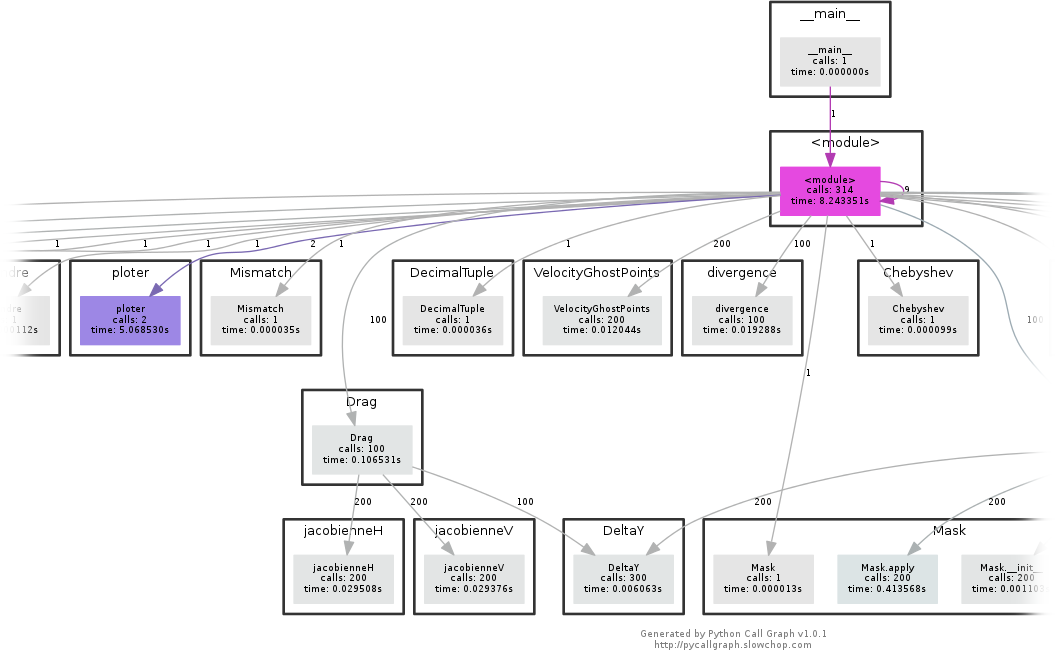 __main__
__main__
calls: 1
time: 0.000000s
1
<module>
<module>
calls: 314
time: 8.243351s
9
1
1
1
1
2
1
1
200
100
1
dre
ploter
Mismatch
DecimalTuple
VelocityGhostPoints
divergence
Chebyshev
dre
1
0112s
ploter
calls: 2
time: 5.068530s
Mismatch
calls: 1
time: 0.000035s
DecimalTuple
calls: 1
time: 0.000036s
VelocityGhostPoints
calls: 200
time: 0.012044s
divergence
calls: 100
time: 0.019288s
Chebyshev
calls: 1
time: 0.000099s
100
100
1
Drag
Drag
calls: 100
time: 0.106531s
200
200
100
200
200
jacobienneH
jacobienneV
DeltaY
Mask
jacobienneH
calls: 200
time: 0.029508s
jacobienneV
calls: 200
time: 0.029376s
DeltaY
calls: 300
time: 0.006063s
Mask
calls: 1
time: 0.000013s
Mask.apply
calls: 200
time: 0.413568s
Mask.__init__
calls: 200
time: 0.00110
Generated by Python Call Graph v1.0.1
http://pycallgraph.slowchop.com